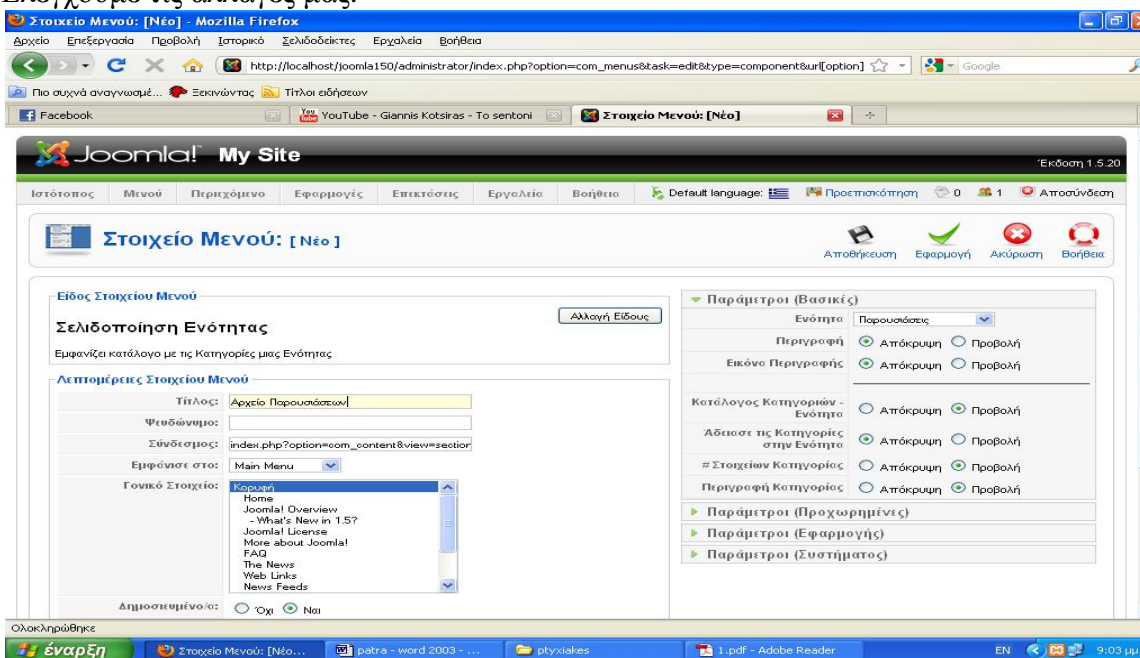 Ελέγχουμε τις αλλαγές μας.
Στοιχείο Μενού: [Νέο] - Mozilla Firefox
Αρχείο Επεξεργασία Προβολή Ιστορικό Σελιδοδείκτες Εργαλεία Βοήθεια
http://localhost/joomla150/administrator/index.php?option=com_menus&task=edit&type=component&url[option] Google
Πιο συχνά αναγνωσμέ... Ξεκινώντας Τίτλοι ειδήσεων
Facebook YouTube - Giannis Kotsiras - To sentoni Στοιχείο Μενού: [Νέο]
Joomla! My Site
Έκδοση 1.5.20
Ιστότοπος Μενού Περιεχόμενο Εφαρμογές Επεκτάσεις Εργαλεία Βοήθεια Default language: Προεπισκόπηση 0 1 Αποσύνδεση
Στοιχείο Μενού: [ Νέο ]
Αποθήκευση Εφαρμογή Ακύρωση Βοήθεια
Είδος Στοιχείου Μενού
Σελιδοποίηση Ενότητας
Αλλαγή Είδους
Εμφανίζει κατάλογο με τις Κατηγορίες μιας Ενότητας
Λεπτομέρειες Στοιχείου Μενού
Τίτλος: Αρχείο Παρουσιάσεων
Ψευδώνυμο:
Σύνδεσμος: index.php?option=com_content&view=section
Εμφάνισε στο: Main Menu
Γονικό Στοιχείο: Κορυφή
Home
Joomla! Overview
- What's New in 1.5?
Joomla! License
More about Joomla!
FAQ
The News
Web Links
News Feeds
Δημοσιευμένο/α: Όχι Ναι
Παράμετροι (Βασικές)
Ενότητα Παρουσιάσεις
Περιγραφή Απόκρυψη Προβολή
Εικόνα Περιγραφής Απόκρυψη Προβολή
Κατάλογος Κατηγοριών - Ενότητα Απόκρυψη Προβολή
Άδειασε τις Κατηγορίες στην Ενότητα Απόκρυψη Προβολή
# Στοιχείων Κατηγορίας Απόκρυψη Προβολή
Περιγραφή Κατηγορίας Απόκρυψη Προβολή
Παράμετροι (Προχωρημένες)
Παράμετροι (Εφαρμογής)
Παράμετροι (Συστήματος)
Ολοκληρώθηκε
έναρξη Στοιχείο Μενού: [Νέο... patra - word 2003 - ... ptyxiakes 1.pdf - Adobe Reader EN 9:03 μμ